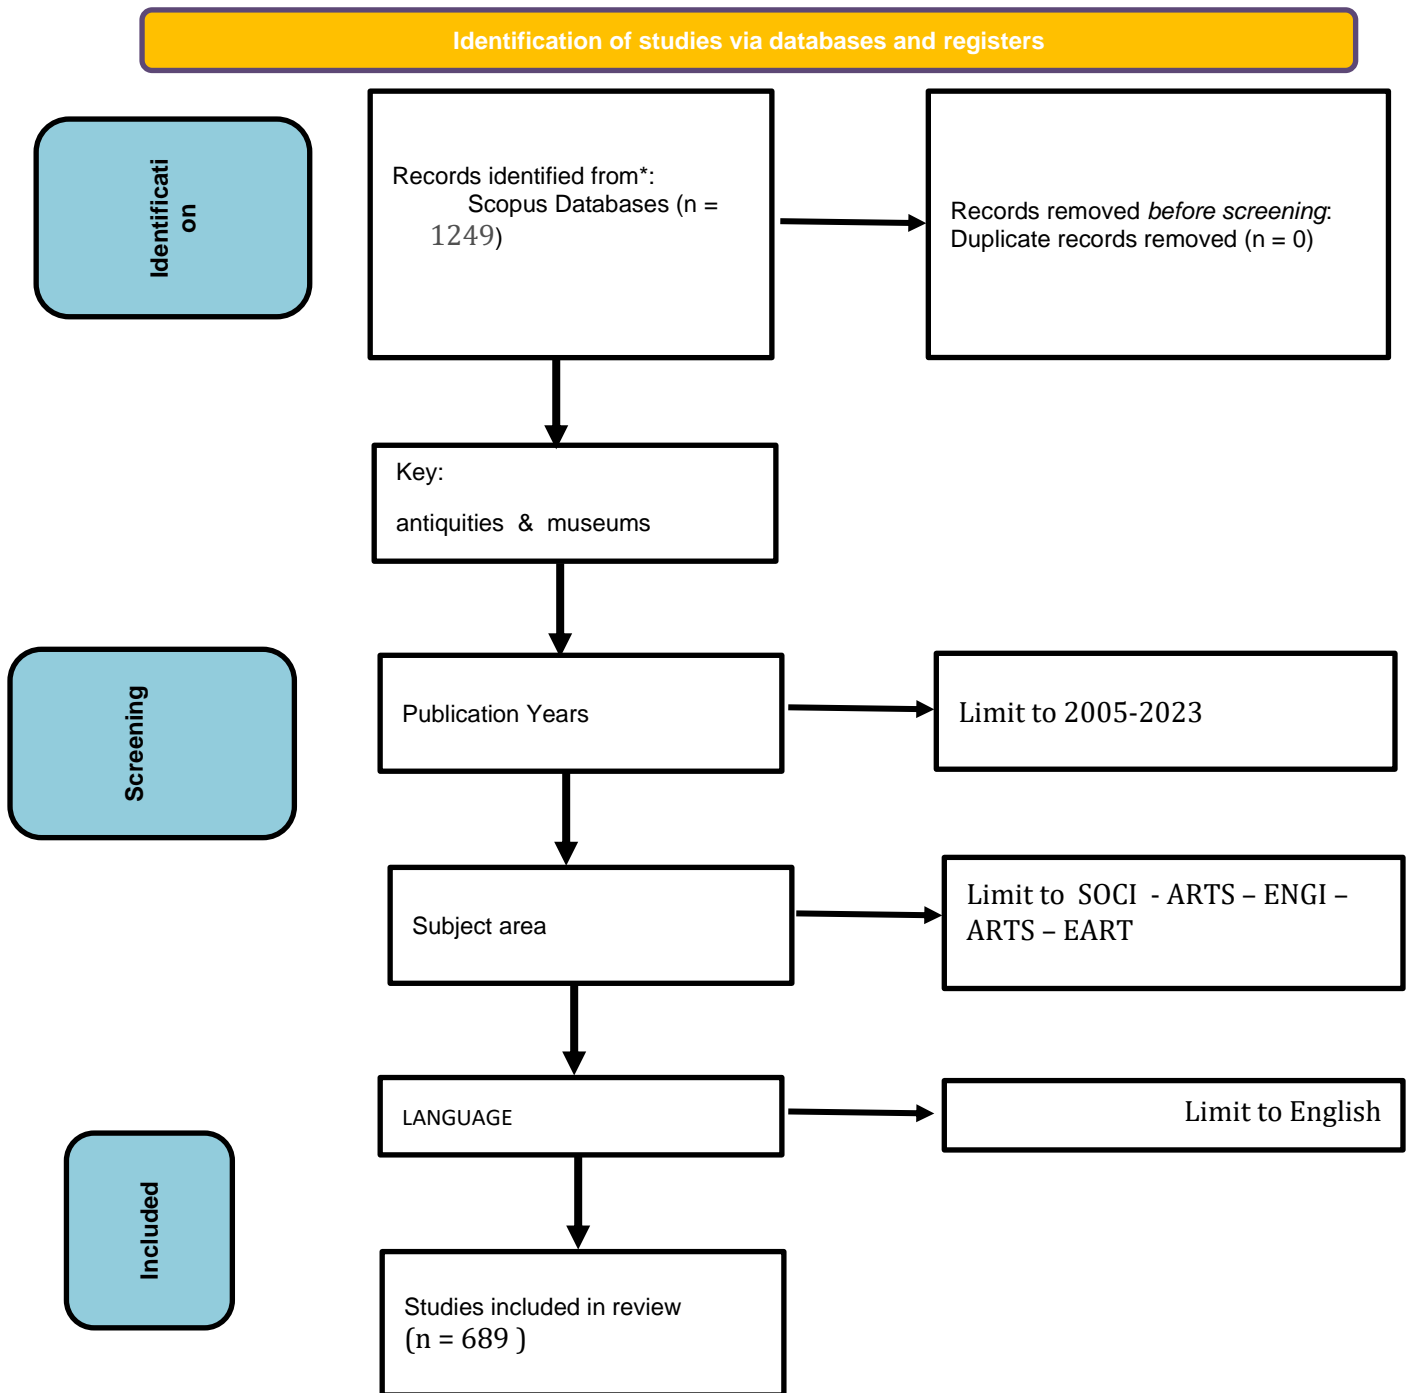 Identification of studies via databases and registers
Identificati
on
Records identified from*:
Scopus Databases (n =
1249)
Records removed before screening:
Duplicate records removed (n = 0)
Key:
antiquities & museums
Screening
Publication Years
Limit to 2005-2023
Subject area
Limit to SOCI - ARTS – ENGI –
ARTS – EART
LANGUAGE
Limit to English
Included
Studies included in review
(n = 689 )